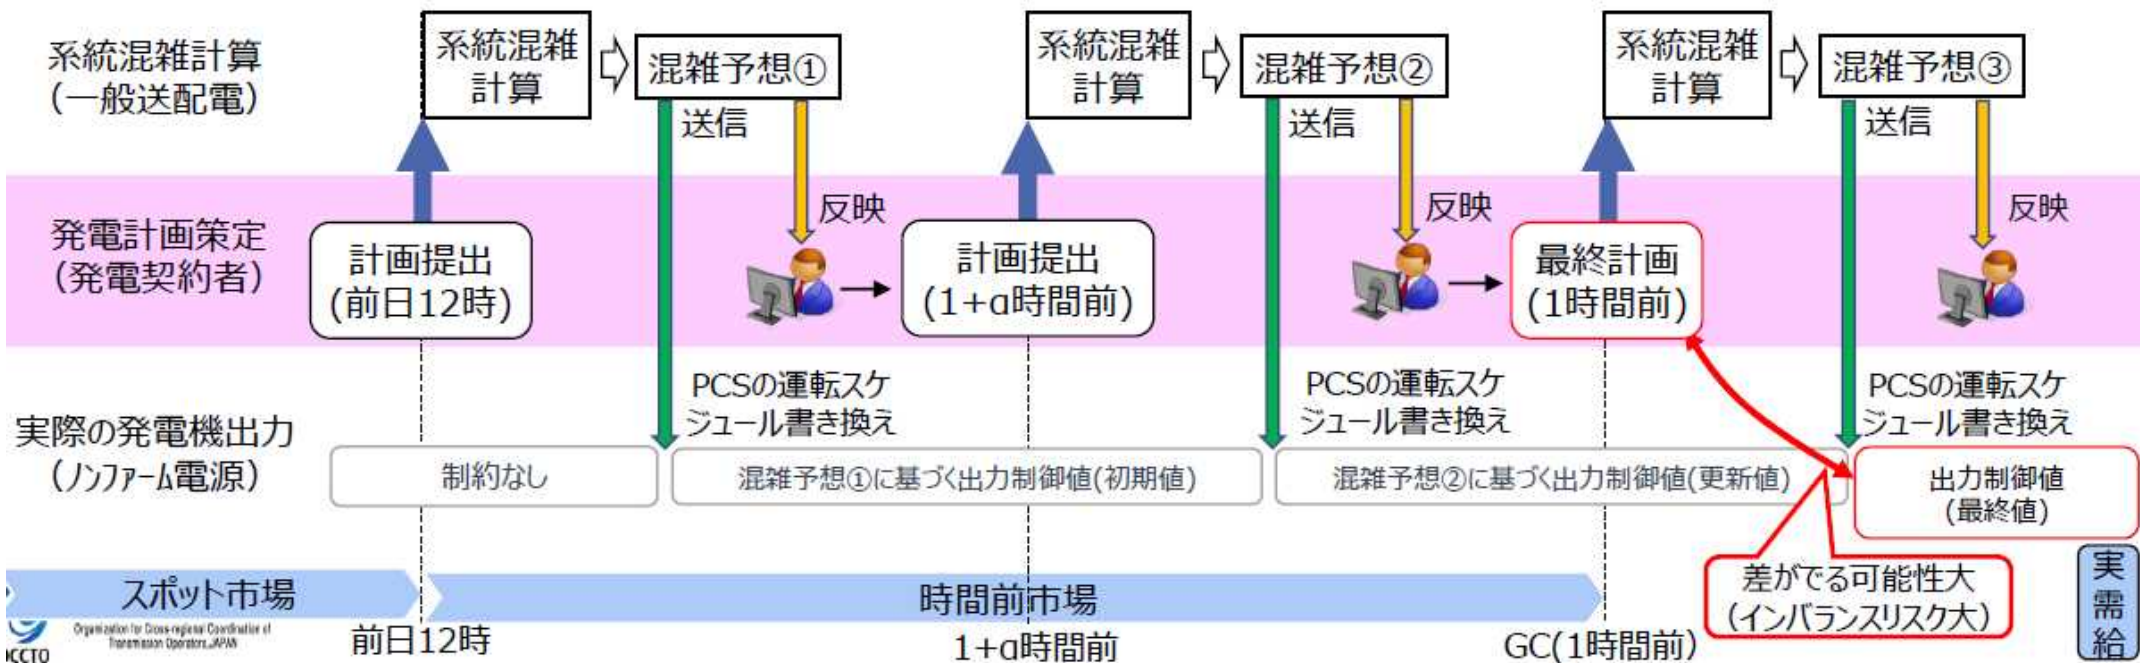 系統混雑計算
（一般送配電）
系統混雑
計算
混雑予想①
送信
系統混雑
計算
混雑予想②
送信
系統混雑
計算
混雑予想③
送信
発電計画策定
（発電契約者）
計画提出
(前日12時)
反映
計画提出
(1+α時間前)
反映
最終計画
(1時間前)
反映
実際の発電機出力
（ﾉﾝﾌｧｰﾑ電源）
制約なし
PCSの運転スケ
ジュール書き換え
混雑予想①に基づく出力制御値(初期値)
PCSの運転スケ
ジュール書き換え
混雑予想②に基づく出力制御値(更新値)
PCSの運転スケ
ジュール書き換え
出力制御値
(最終値)
差がでる可能性大
（インバランスリスク大）
スポット市場
時間前市場
実需給
Organization for Cross-regional Coordination of
Transmission Operators, JAPAN
OCCTO
前日12時
1+α時間前
GC(1時間前)